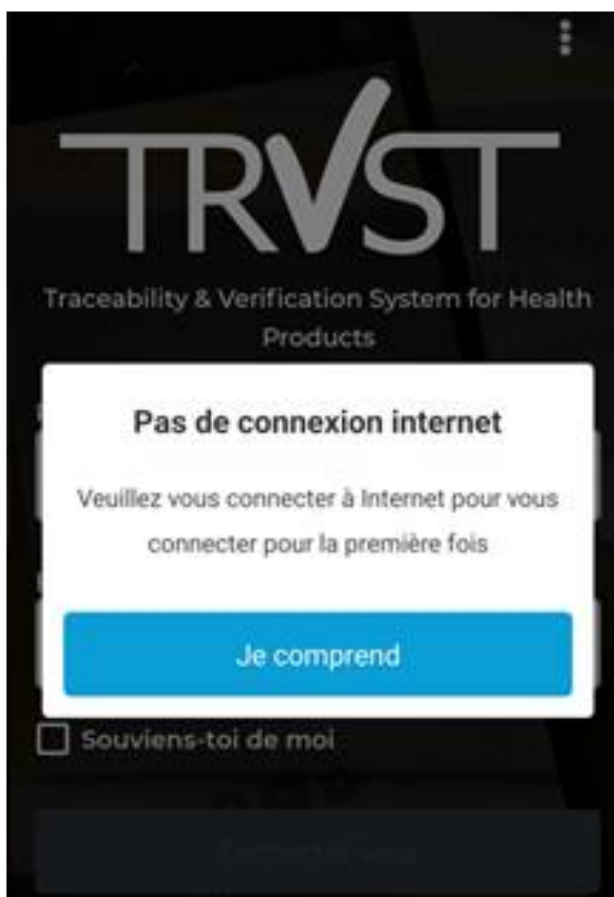 TRVST
Traceability & Verification System for Health
Products
Pas de connexion internet
Veuillez vous connecter à Internet pour vous
connecter pour la première fois
Je comprend
Souviens-toi de moi